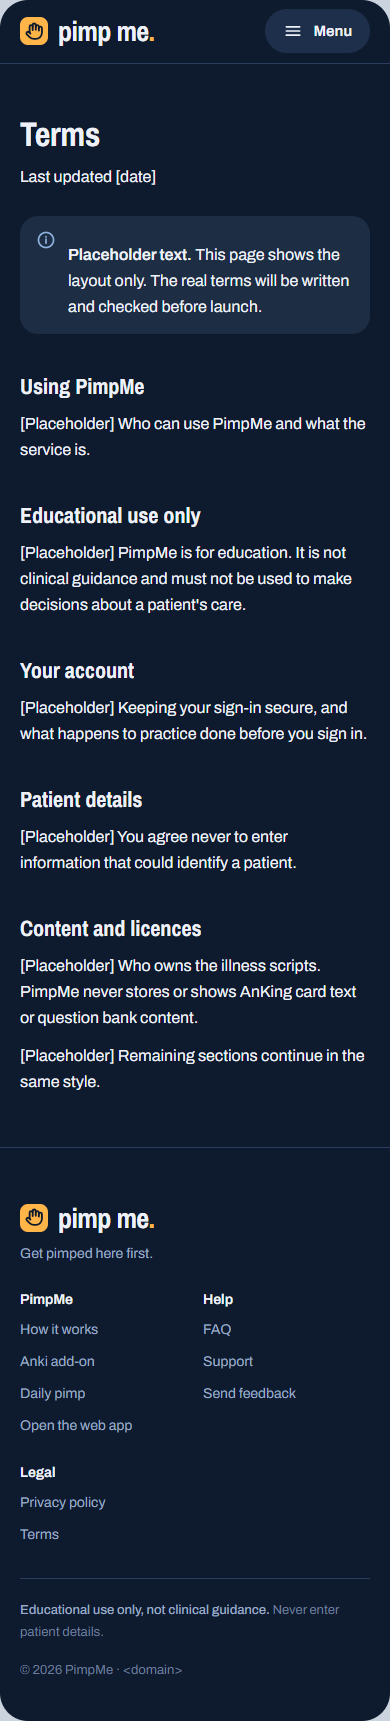 pimp me.
Menu
Terms
Last updated [date]
Placeholder text. This page shows the
layout only. The real terms will be written
and checked before launch.
Using PimpMe
[Placeholder] Who can use PimpMe and what the
service is.
Educational use only
[Placeholder] PimpMe is for education. It is not
clinical guidance and must not be used to make
decisions about a patient's care.
Your account
[Placeholder] Keeping your sign-in secure, and
what happens to practice done before you sign in.
Patient details
[Placeholder] You agree never to enter
information that could identify a patient.
Content and licences
[Placeholder] Who owns the illness scripts.
PimpMe never stores or shows AnKing card text
or question bank content.
[Placeholder] Remaining sections continue in the
same style.
pimp me.
Get pimped here first.
PimpMe
How it works
Anki add-on
Daily pimp
Open the web app
Help
FAQ
Support
Send feedback
Legal
Privacy policy
Terms
Educational use only, not clinical guidance. Never enter
patient details.
© 2026 PimpMe · <domain>